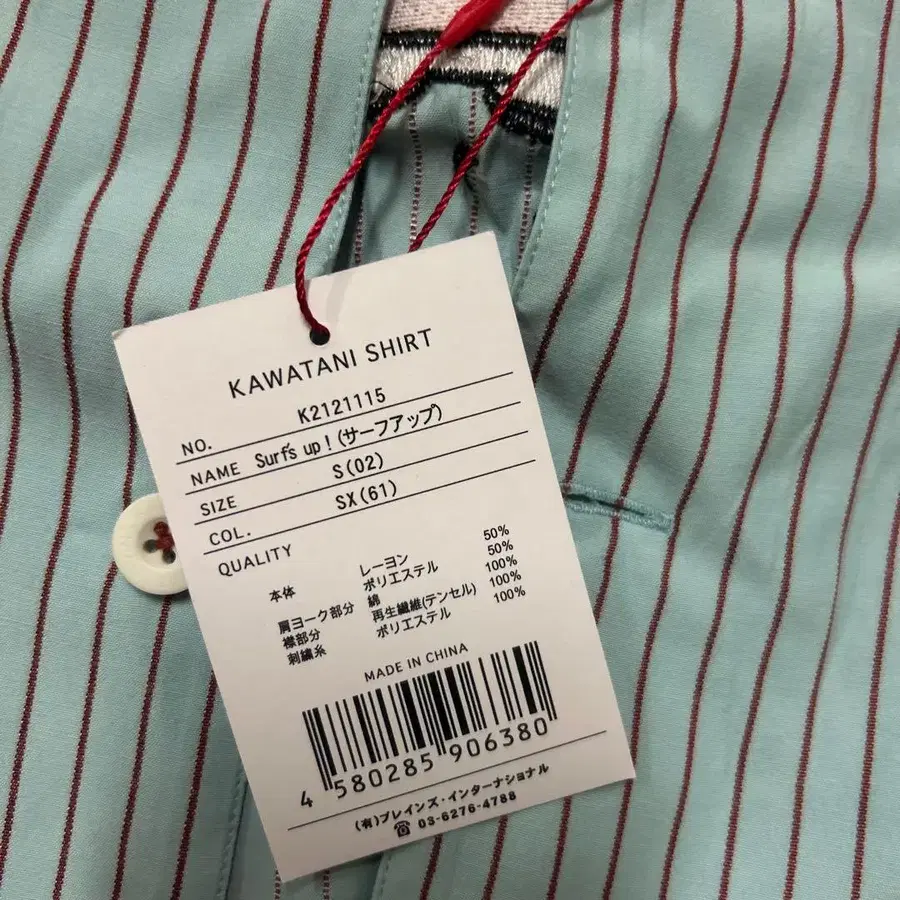 KAWATANI SHIRT
NO. K2121115
NAME Surf's up！(サーフアップ)
SIZE S(02)
COL. SX(61)
QUALITY
本体 レーヨン 50%
ポリエステル 50%
肩ヨーク部分 綿 100%
襟部分 再生繊維(テンセル) 100%
刺繍糸 ポリエステル 100%
MADE IN CHINA
4 580285 906380
(有)ブレインズ・インターナショナル
☎ 03-6276-4788